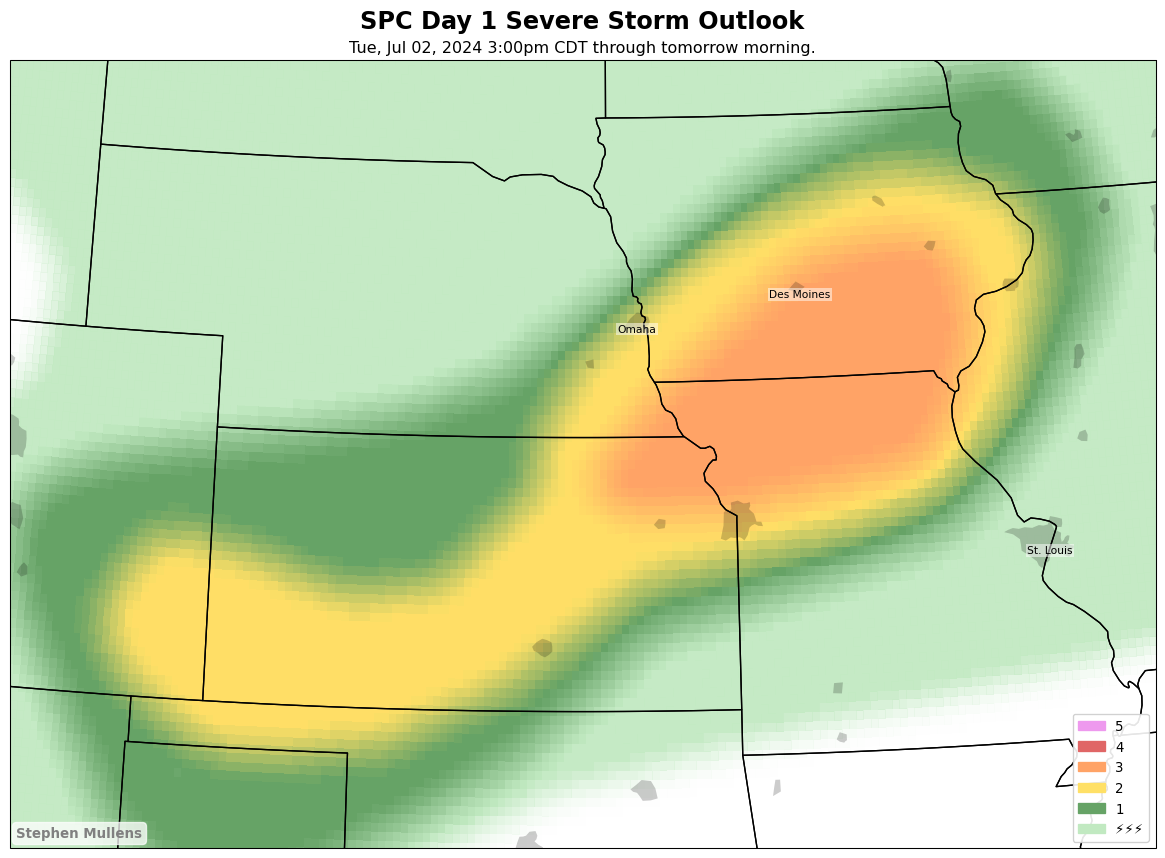 SPC Day 1 Severe Storm Outlook
Tue, Jul 02, 2024 3:00pm CDT through tomorrow morning.
Des Moines
Omaha
St. Louis
5
4
3
2
1
⚡⚡⚡
Stephen Mullens